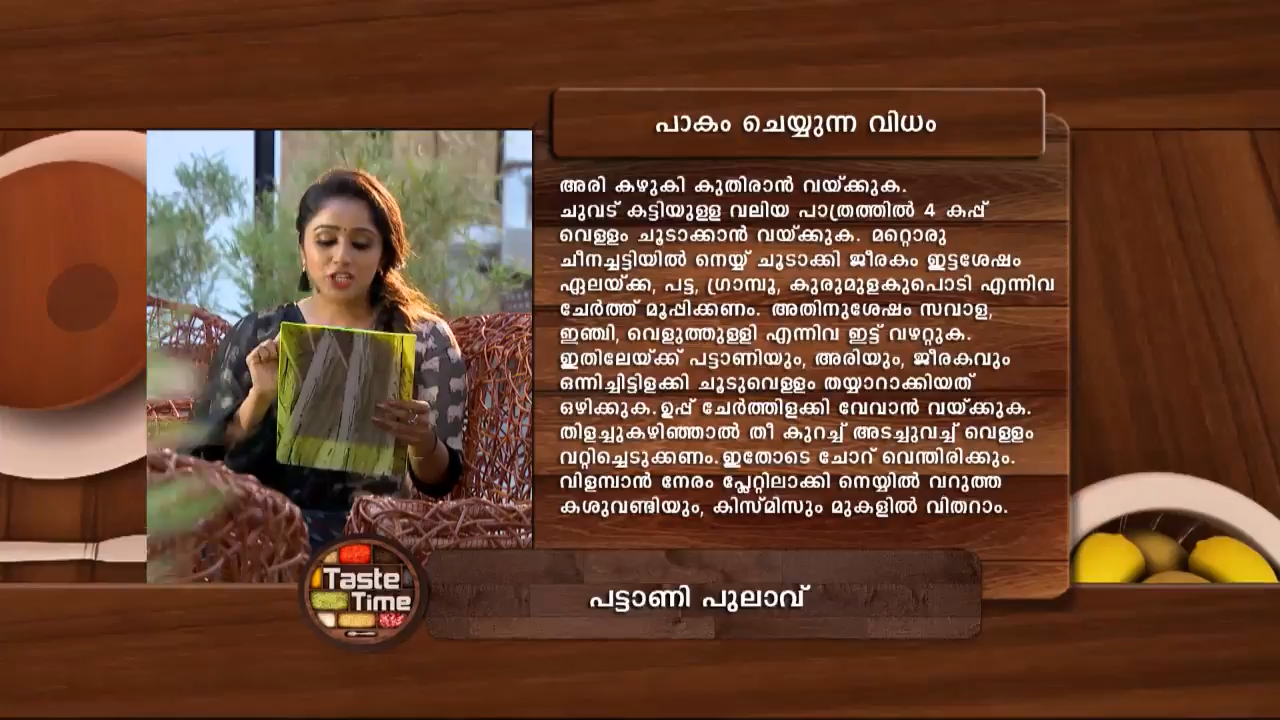 പാകം ചെയ്യുന്ന വിധം
അരി കഴുകി കുതിരാൻ വയ്ക്കുക.
ചുവട് കട്ടിയുള്ള വലിയ പാത്രത്തിൽ 4 കപ്പ്
വെള്ളം ചൂടാക്കാൻ വയ്ക്കുക. മറ്റൊരു
ചീനച്ചട്ടിയിൽ നെയ്യ് ചൂടാക്കി ജീരകം ഇട്ടശേഷം
ഏലയ്ക്ക, പട്ട, ഗ്രാമ്പൂ, കുരുമുളകുപൊടി എന്നിവ
ചേർത്ത് മൂപ്പിക്കണം. അതിനുശേഷം സവാള,
ഇഞ്ചി, വെളുത്തുള്ളി എന്നിവ ഇട്ട് വഴറ്റുക.
ഇതിലേയ്ക്ക് പട്ടാണിയും, അരിയും, ജീരകവും
ഒന്നിച്ചിട്ടിളക്കി ചൂടുവെള്ളം തയ്യാറാക്കിയത്
ഒഴിക്കുക. ഉപ്പ് ചേർത്തിളക്കി വേവാൻ വയ്ക്കുക.
തിളച്ചുകഴിഞ്ഞാൽ തീ കുറച്ച് അടച്ചുവച്ച് വെള്ളം
വറ്റിച്ചെടുക്കണം. ഇതോടെ ചോറ് വെന്തിരിക്കും.
വിളമ്പാൻ നേരം പ്ലേറ്റിലാക്കി നെയ്യിൽ വറുത്ത
കശുവണ്ടിയും, കിസ്മിസും മുകളിൽ വിതറാം.
Taste
Time
പട്ടാണി പുലാവ്